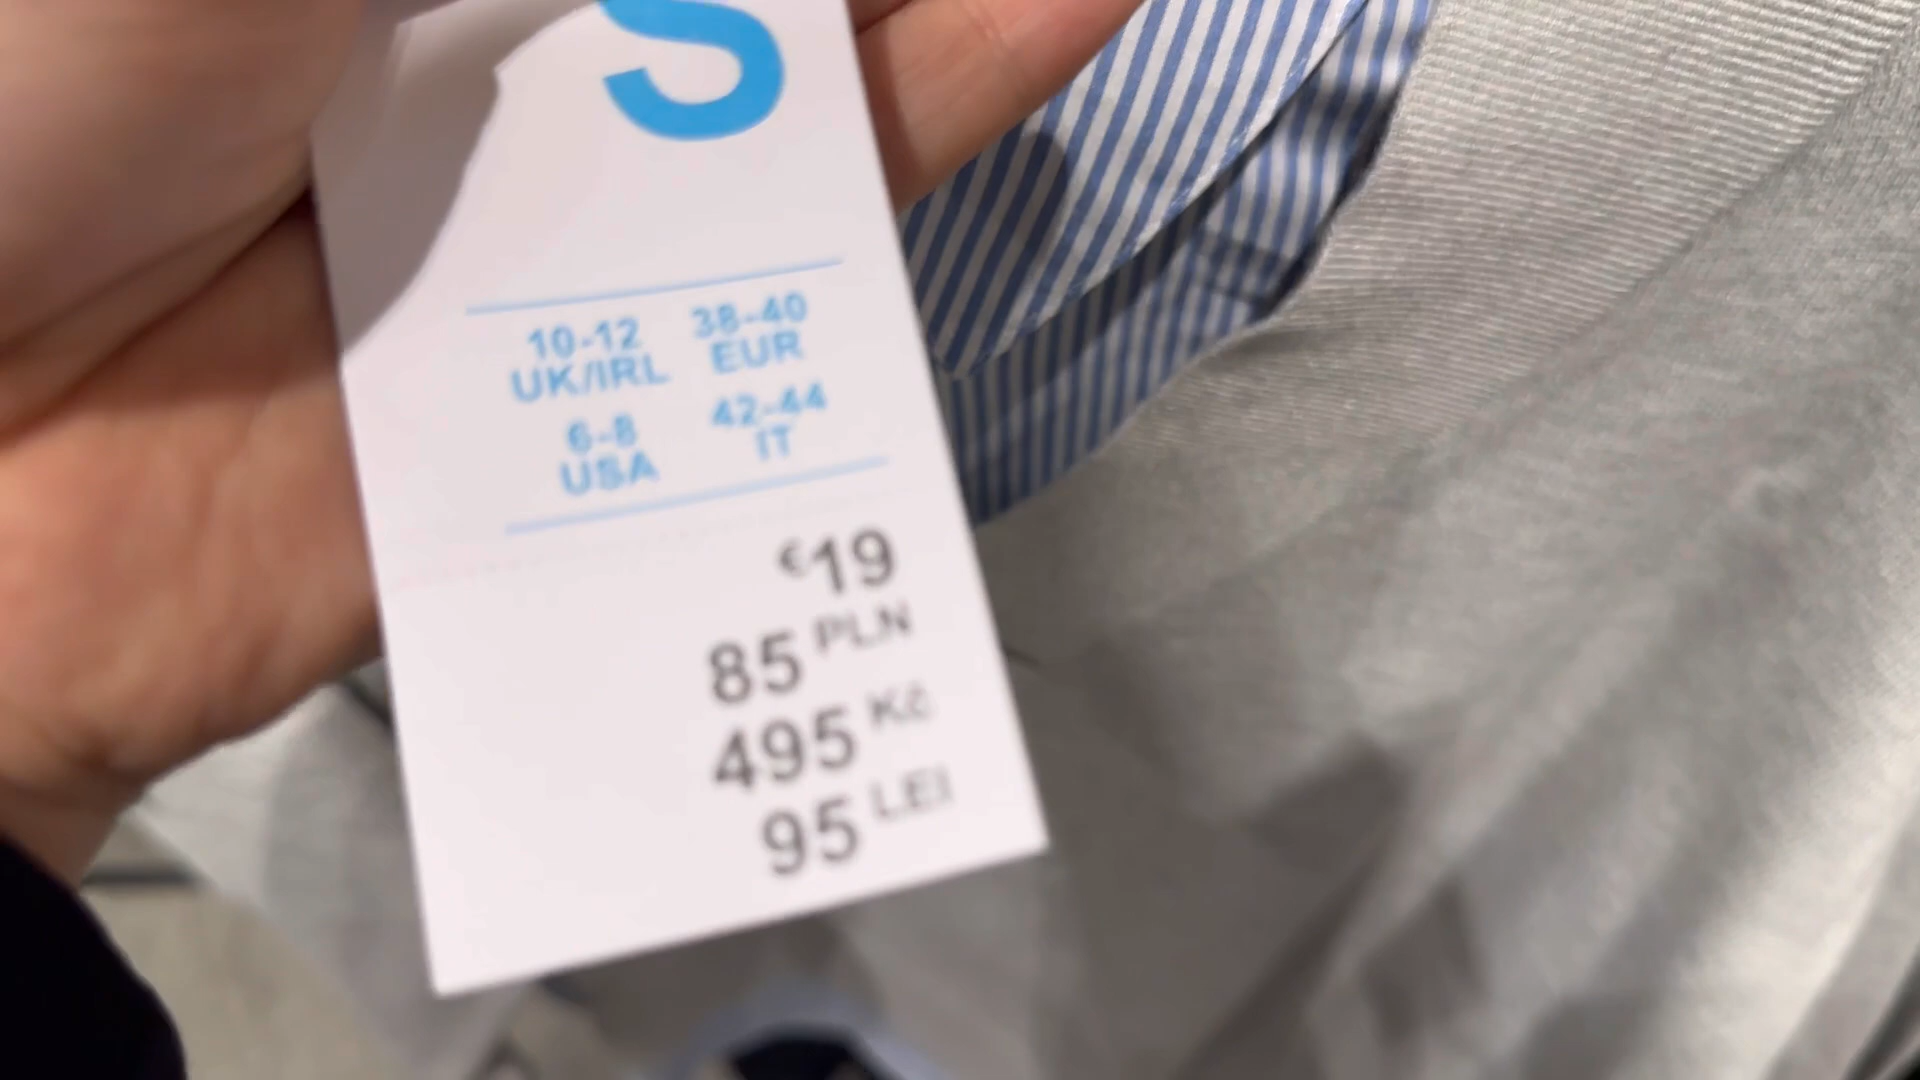 S
10-12 38-40
UK/IRL EUR
6-8 42-44
USA IT
€19
85 PLN
495 Kč
95 LEI